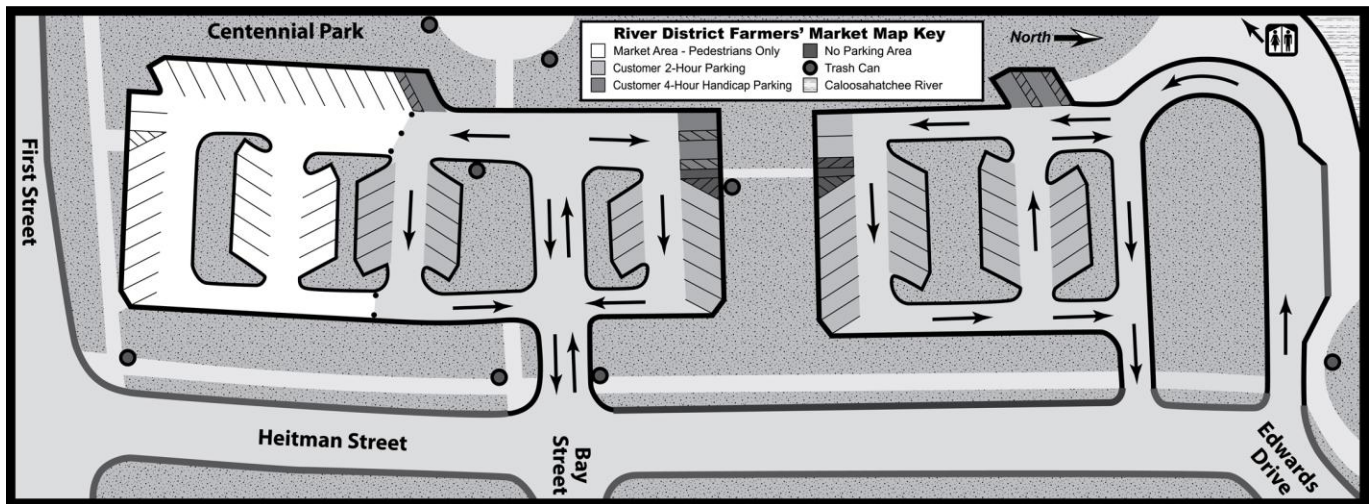 Centennial Park
River District Farmers’ Market Map Key
Market Area - Pedestrians Only
No Parking Area
Customer 2-Hour Parking
Trash Can
Customer 4-Hour Handicap Parking
Caloosahatchee River
North
First Street
Heitman Street
Bay
Street
Edwards
Drive